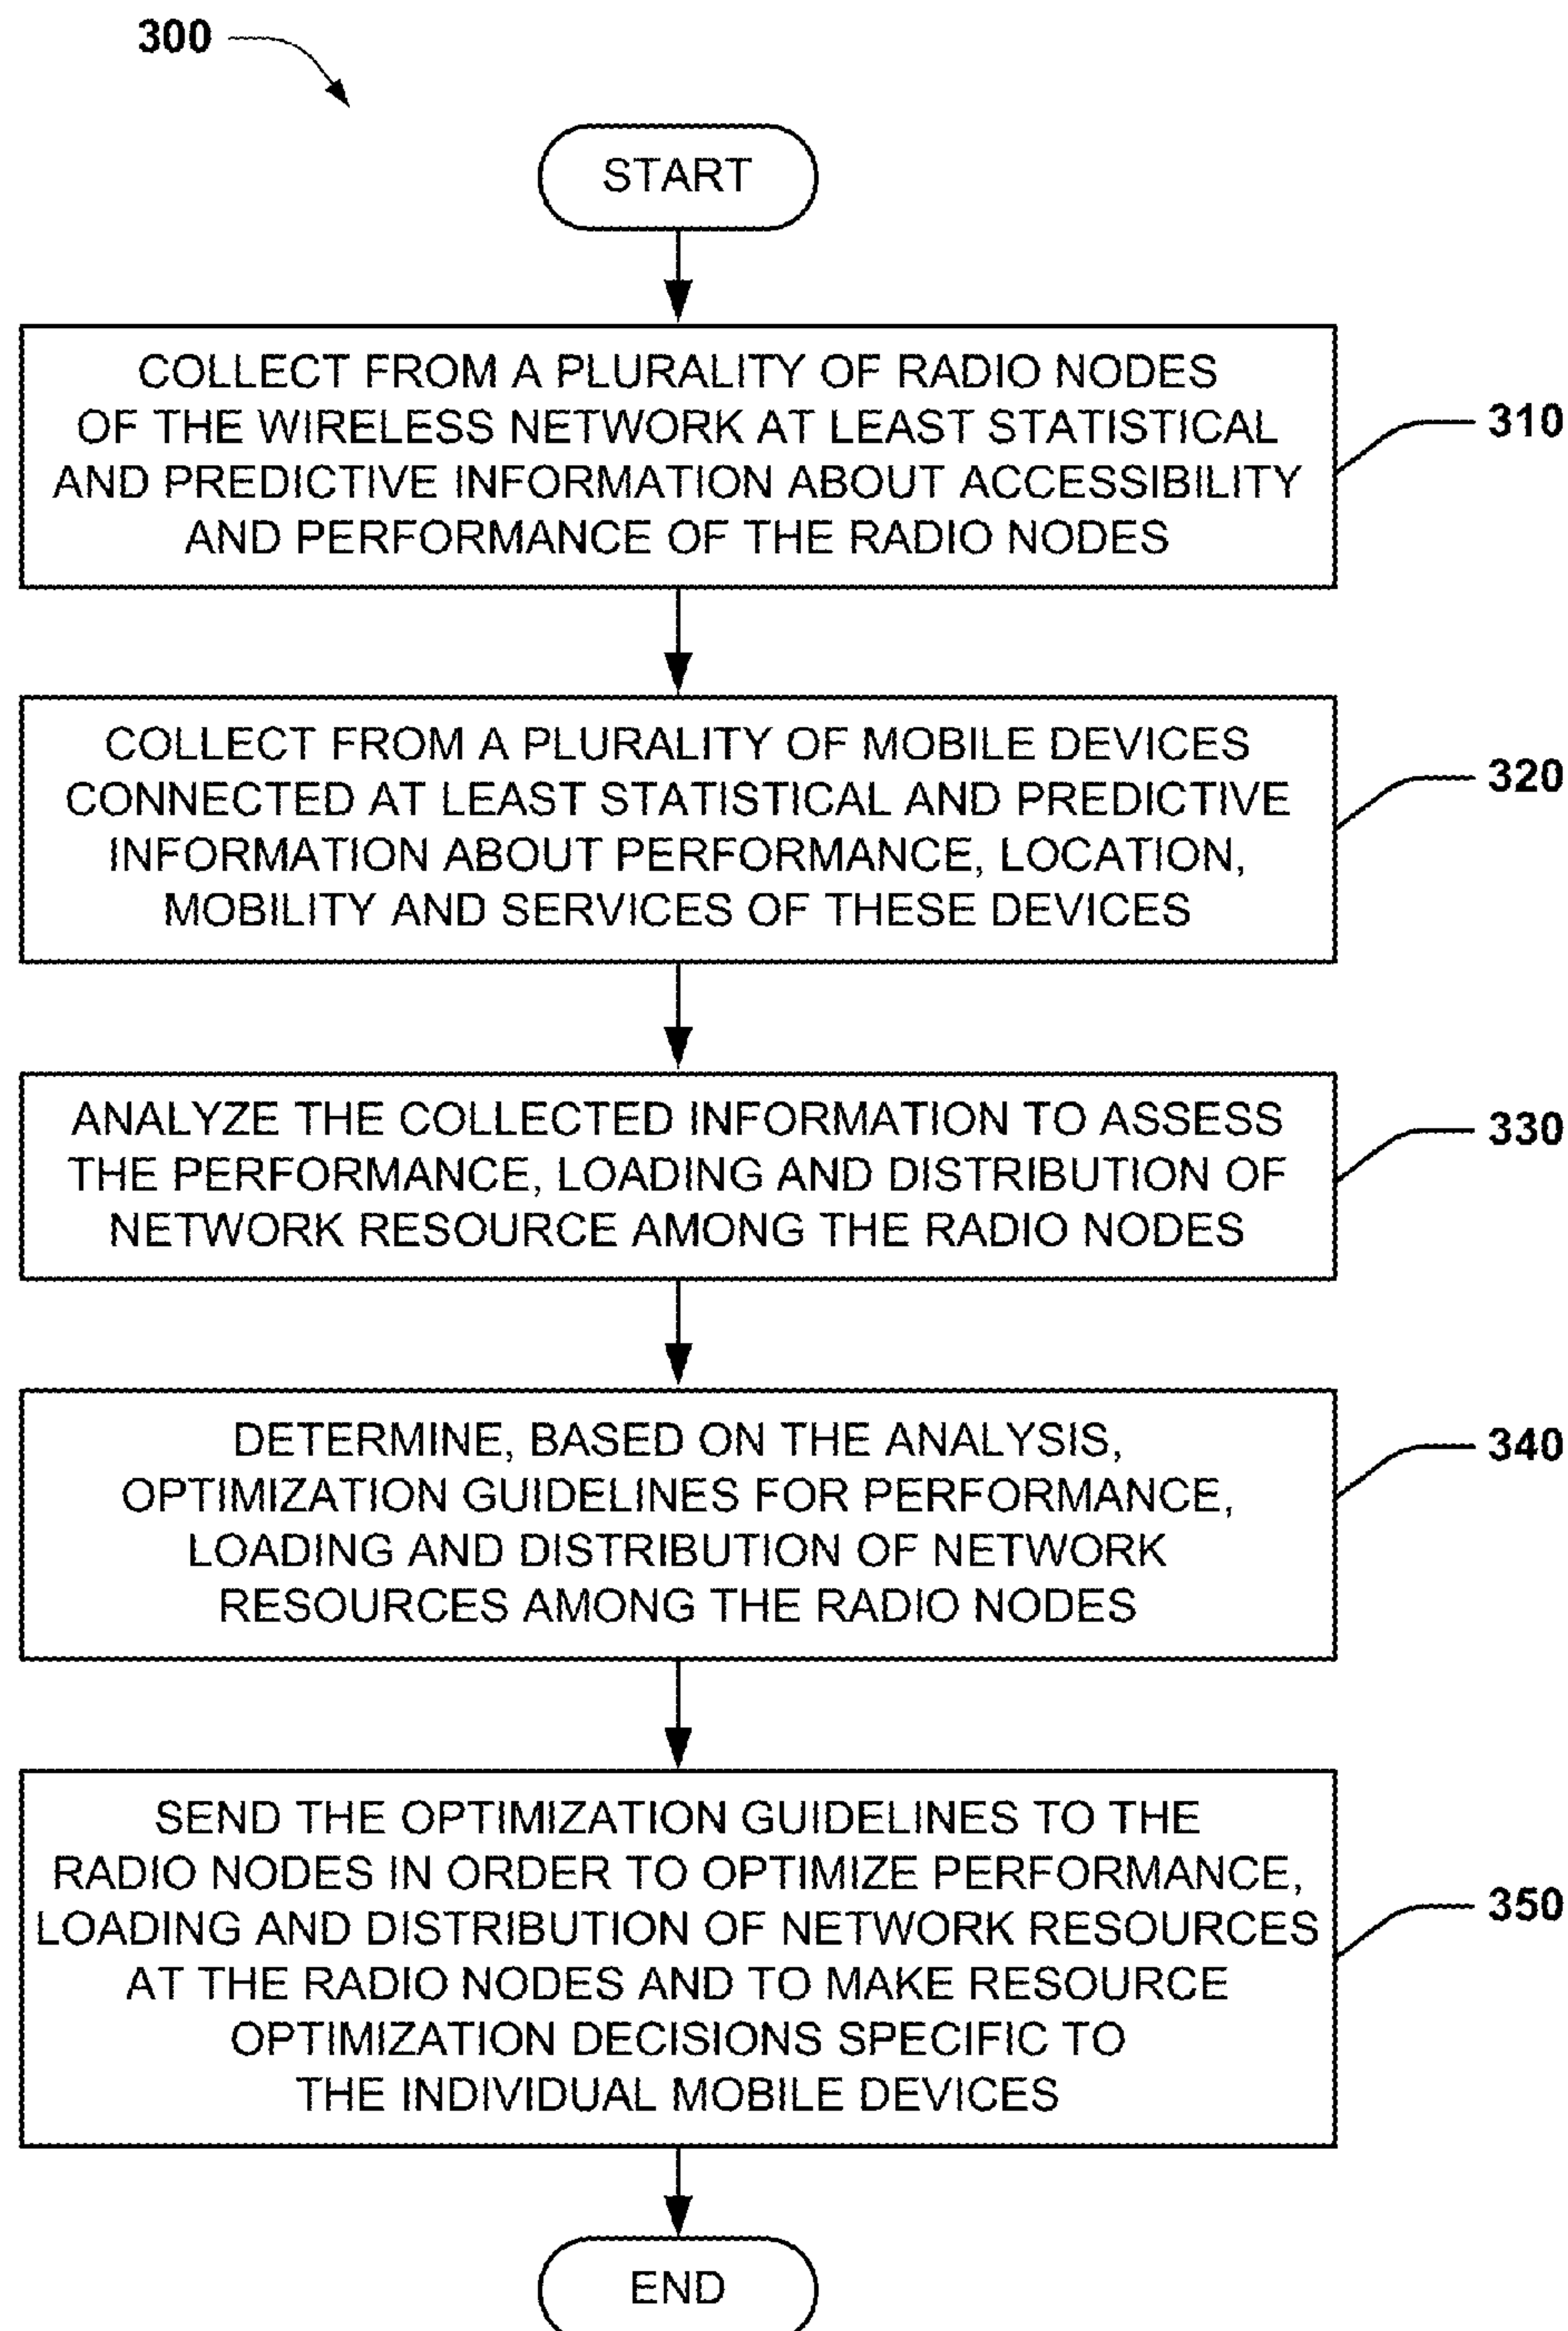 300
START
COLLECT FROM A PLURALITY OF RADIO NODES
OF THE WIRELESS NETWORK AT LEAST STATISTICAL
AND PREDICTIVE INFORMATION ABOUT ACCESSIBILITY
AND PERFORMANCE OF THE RADIO NODES
310
COLLECT FROM A PLURALITY OF MOBILE DEVICES
CONNECTED AT LEAST STATISTICAL AND PREDICTIVE
INFORMATION ABOUT PERFORMANCE, LOCATION,
MOBILITY AND SERVICES OF THESE DEVICES
320
ANALYZE THE COLLECTED INFORMATION TO ASSESS
THE PERFORMANCE, LOADING AND DISTRIBUTION OF
NETWORK RESOURCE AMONG THE RADIO NODES
330
DETERMINE, BASED ON THE ANALYSIS,
OPTIMIZATION GUIDELINES FOR PERFORMANCE,
LOADING AND DISTRIBUTION OF NETWORK
RESOURCES AMONG THE RADIO NODES
340
SEND THE OPTIMIZATION GUIDELINES TO THE
RADIO NODES IN ORDER TO OPTIMIZE PERFORMANCE,
LOADING AND DISTRIBUTION OF NETWORK RESOURCES
AT THE RADIO NODES AND TO MAKE RESOURCE
OPTIMIZATION DECISIONS SPECIFIC TO
THE INDIVIDUAL MOBILE DEVICES
350
END